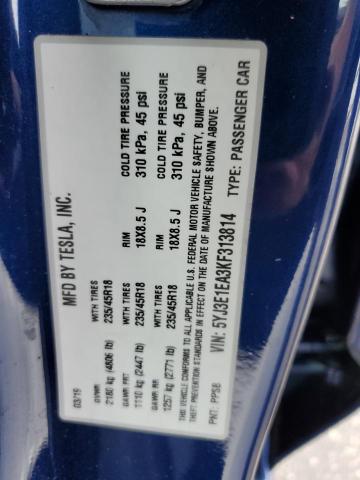 MFD BY TESLA, INC.
03/19
GVWR
2180 kg (4806 lb)
WITH TIRES
235/45R18
RIM
18X8.5 J
COLD TIRE PRESSURE
310 kPa, 45 psi
GAWR FRT
1110 kg (2447 lb)
WITH TIRES
235/45R18
RIM
18X8.5 J
COLD TIRE PRESSURE
310 kPa, 45 psi
GAWR RR
1257 kg (2771 lb)
WITH TIRES
235/45R18
THIS VEHICLE CONFORMS TO ALL APPLICABLE U.S. FEDERAL MOTOR VEHICLE SAFETY, BUMPER, AND
THEFT PREVENTION STANDARDS IN EFFECT ON THE DATE OF MANUFACTURE SHOWN ABOVE.
VIN: 5YJ3E1EA3KF313814
TYPE: PASSENGER CAR
PNT: PPSB